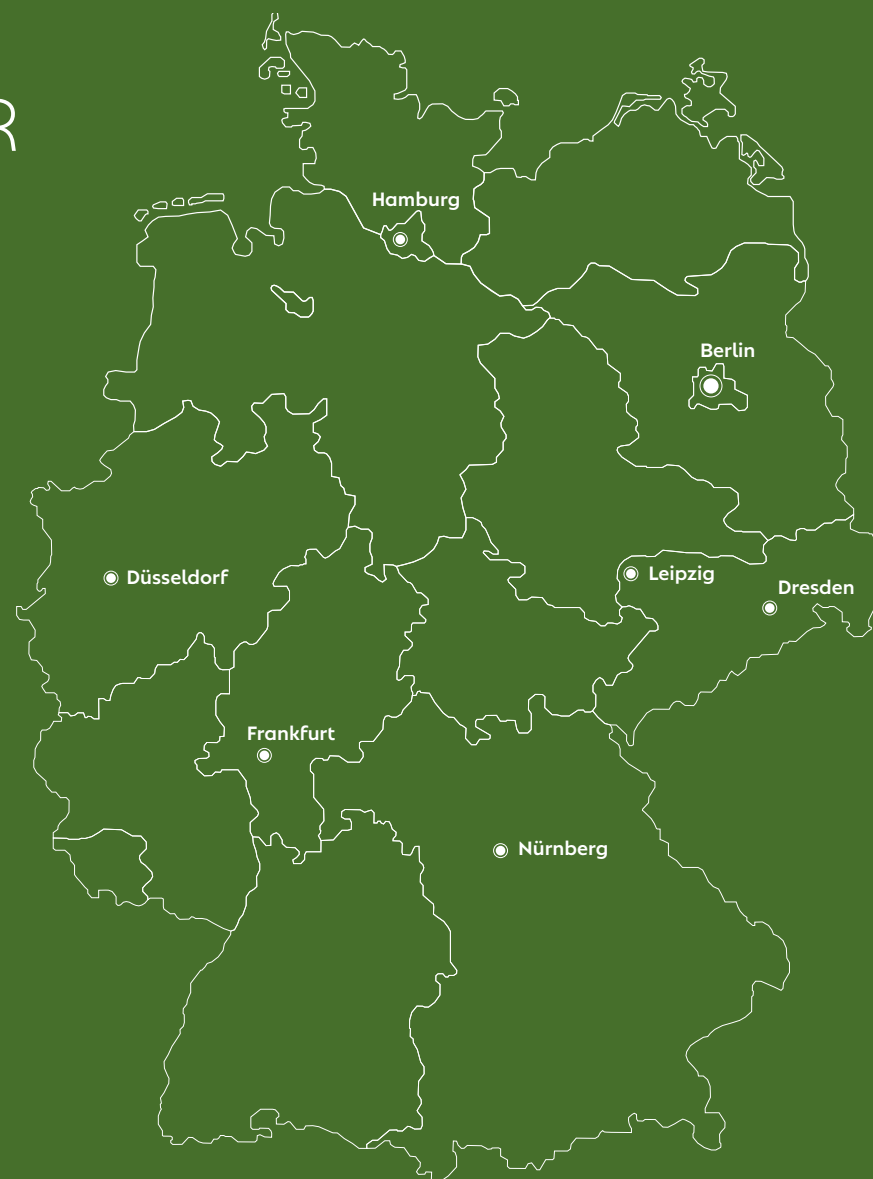 R
Hamburg
Berlin
Düsseldorf
Leipzig
Dresden
Frankfurt
Nürnberg